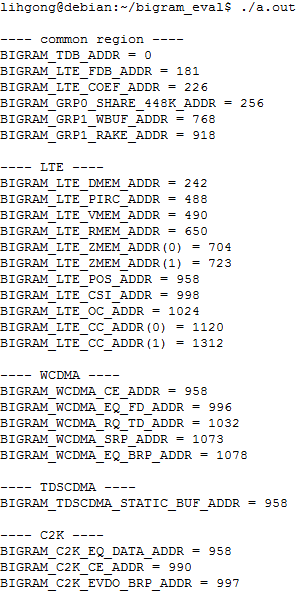 lihgong@debian:~/bigram_eval$ ./a.out
---- common region ----
BIGRAM_TDB_ADDR = 0
BIGRAM_LTE_FDB_ADDR = 181
BIGRAM_LTE_COEF_ADDR = 226
BIGRAM_GRP0_SHARE_448K_ADDR = 256
BIGRAM_GRP1_WBUF_ADDR = 768
BIGRAM_GRP1_RAKE_ADDR = 918
---- LTE ----
BIGRAM_LTE_DMEM_ADDR = 242
BIGRAM_LTE_PIRC_ADDR = 488
BIGRAM_LTE_VMEM_ADDR = 490
BIGRAM_LTE_RMEM_ADDR = 650
BIGRAM_LTE_ZMEM_ADDR(0) = 704
BIGRAM_LTE_ZMEM_ADDR(1) = 723
BIGRAM_LTE_POS_ADDR = 958
BIGRAM_LTE_CSI_ADDR = 998
BIGRAM_LTE_OC_ADDR = 1024
BIGRAM_LTE_CC_ADDR(0) = 1120
BIGRAM_LTE_CC_ADDR(1) = 1312
---- WCDMA ----
BIGRAM_WCDMA_CE_ADDR = 958
BIGRAM_WCDMA_EQ_FD_ADDR = 996
BIGRAM_WCDMA_RQ_TD_ADDR = 1032
BIGRAM_WCDMA_SRP_ADDR = 1073
BIGRAM_WCDMA_EQ_BRP_ADDR = 1078
---- TDSCDMA ----
BIGRAM_TDSCDMA_STATIC_BUF_ADDR = 958
---- C2K ----
BIGRAM_C2K_EQ_DATA_ADDR = 958
BIGRAM_C2K_CE_ADDR = 990
BIGRAM_C2K_EVDO_BRP_ADDR = 997